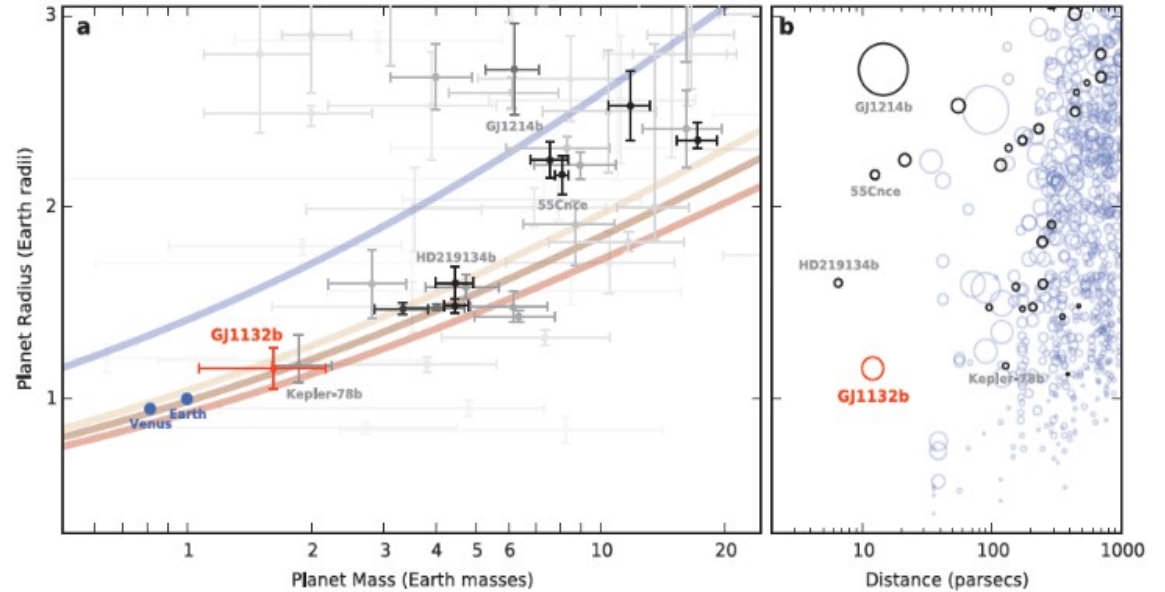 a
3
2
1
Planet Radius (Earth radii)
GJ1214b
55Cnce
HD219134b
GJ1132b
Kepler-78b
Earth
Venus
1
2
3
4
5
6
10
20
Planet Mass (Earth masses)
b
GJ1214b
55Cnce
HD219134b
Kepler-78b
GJ1132b
10
100
1000
Distance (parsecs)